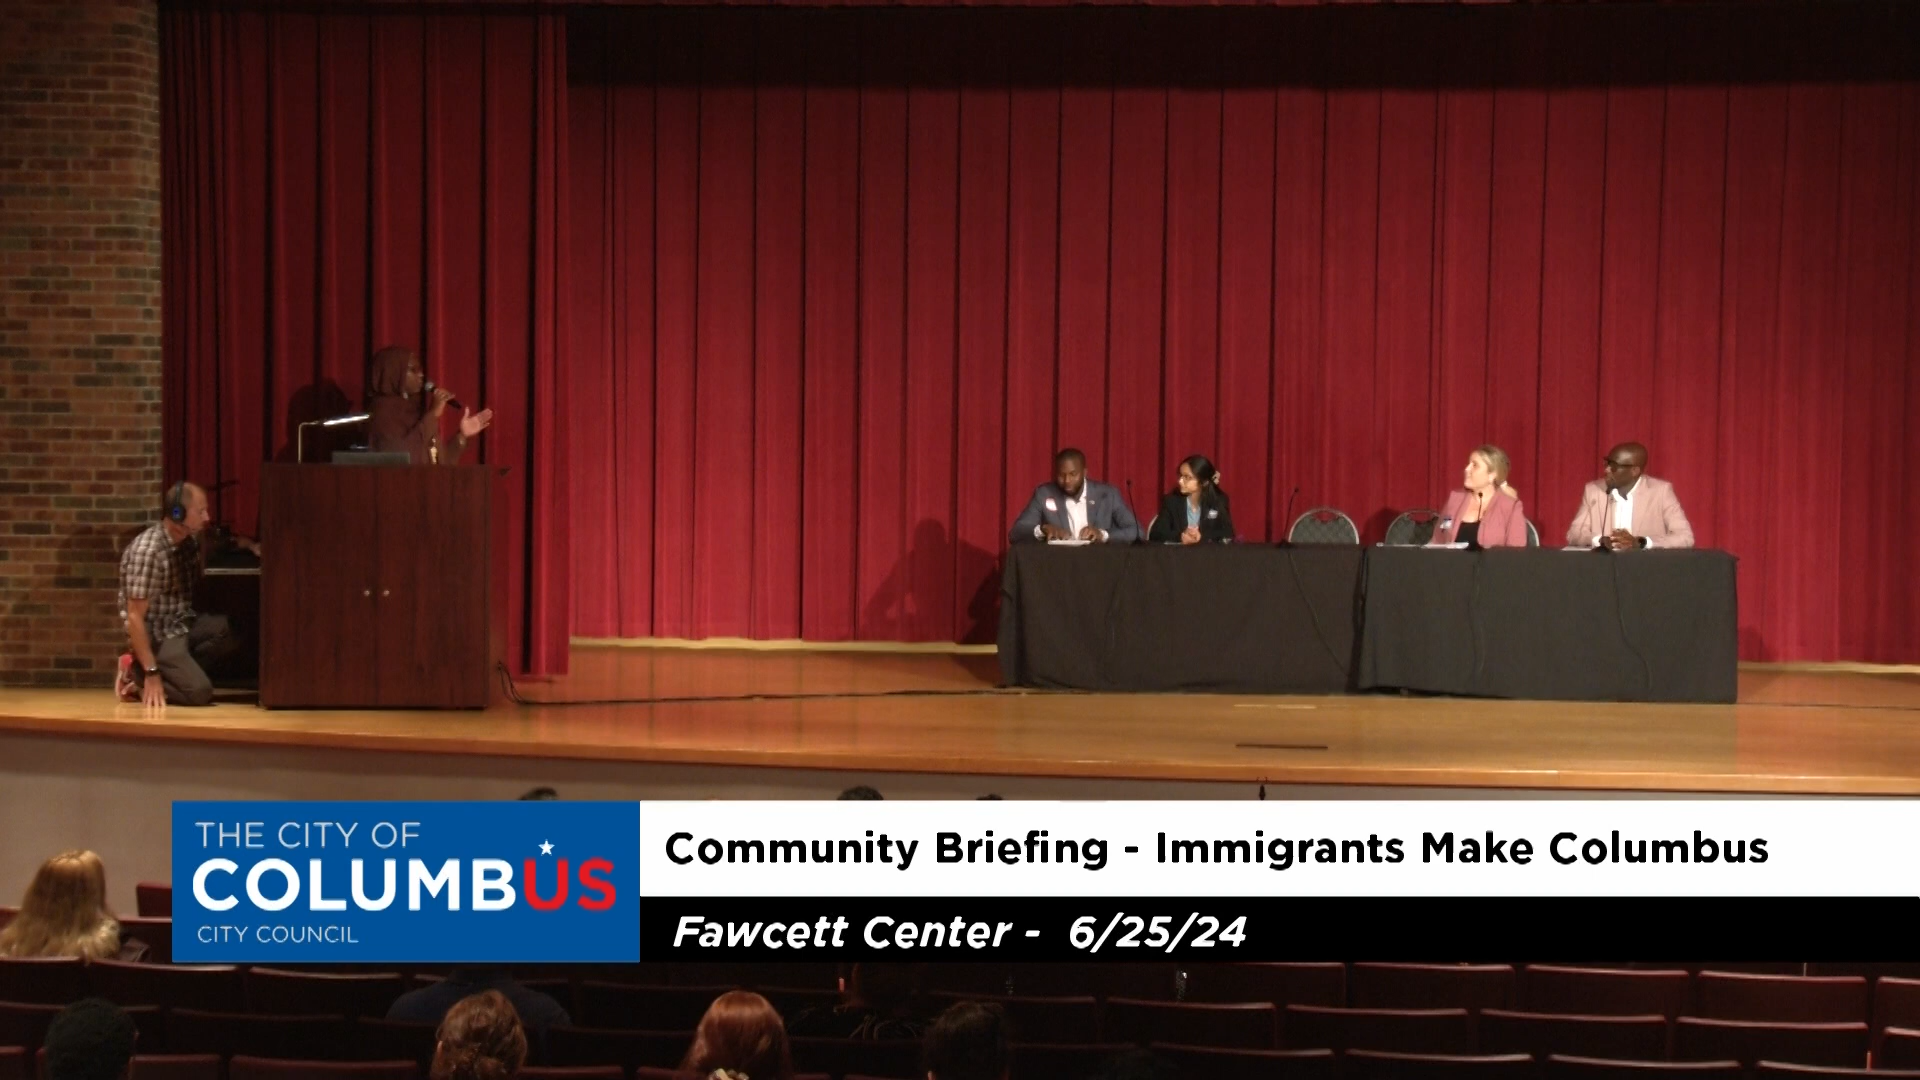 THE CITY OF
COLUMBUS
CITY COUNCIL
Community Briefing - Immigrants Make Columbus
Fawcett Center - 6/25/24